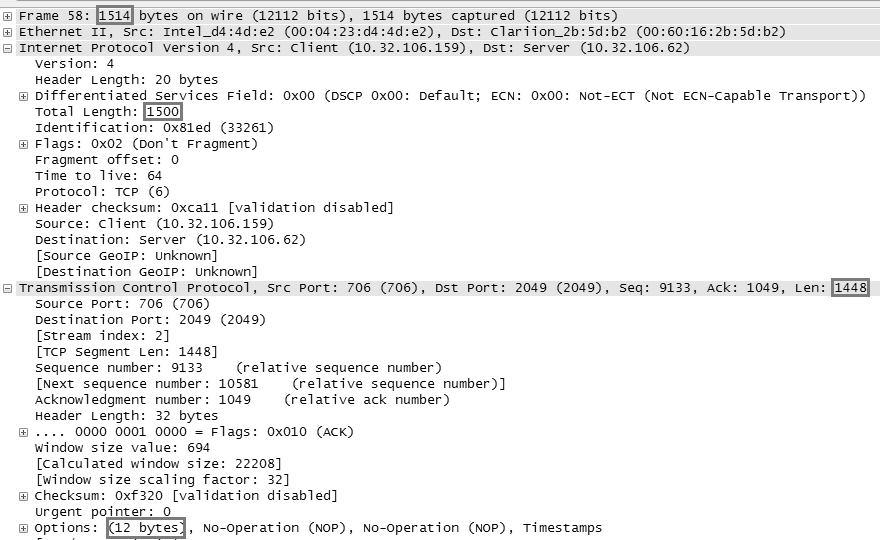 Frame 58: 1514 bytes on wire (12112 bits), 1514 bytes captured (12112 bits)
Ethernet II, Src: Intel_d4:4d:e2 (00:04:23:d4:4d:e2), Dst: Clariion_2b:5d:b2 (00:60:16:2b:5d:b2)
Internet Protocol Version 4, Src: Client (10.32.106.159), Dst: Server (10.32.106.62)
Version: 4
Header Length: 20 bytes
Differentiated Services Field: 0x00 (DSCP 0x00: Default; ECN: 0x00: Not-ECT (Not ECN-Capable Transport))
Total Length: 1500
Identification: 0x81ed (33261)
Flags: 0x02 (Don't Fragment)
Fragment offset: 0
Time to live: 64
Protocol: TCP (6)
Header checksum: 0xca11 [validation disabled]
Source: Client (10.32.106.159)
Destination: Server (10.32.106.62)
[Source GeoIP: Unknown]
[Destination GeoIP: Unknown]
Transmission Control Protocol, Src Port: 706 (706), Dst Port: 2049 (2049), Seq: 9133, Ack: 1049, Len: 1448
Source Port: 706 (706)
Destination Port: 2049 (2049)
[Stream index: 2]
[TCP Segment Len: 1448]
Sequence number: 9133    (relative sequence number)
[Next sequence number: 10581    (relative sequence number)]
Acknowledgment number: 1049    (relative ack number)
Header Length: 32 bytes
.... 0000 0001 0000 = Flags: 0x010 (ACK)
Window size value: 694
[Calculated window size: 22208]
[Window size scaling factor: 32]
Checksum: 0xf320 [validation disabled]
Urgent pointer: 0
Options: (12 bytes), No-Operation (NOP), No-Operation (NOP), Timestamps